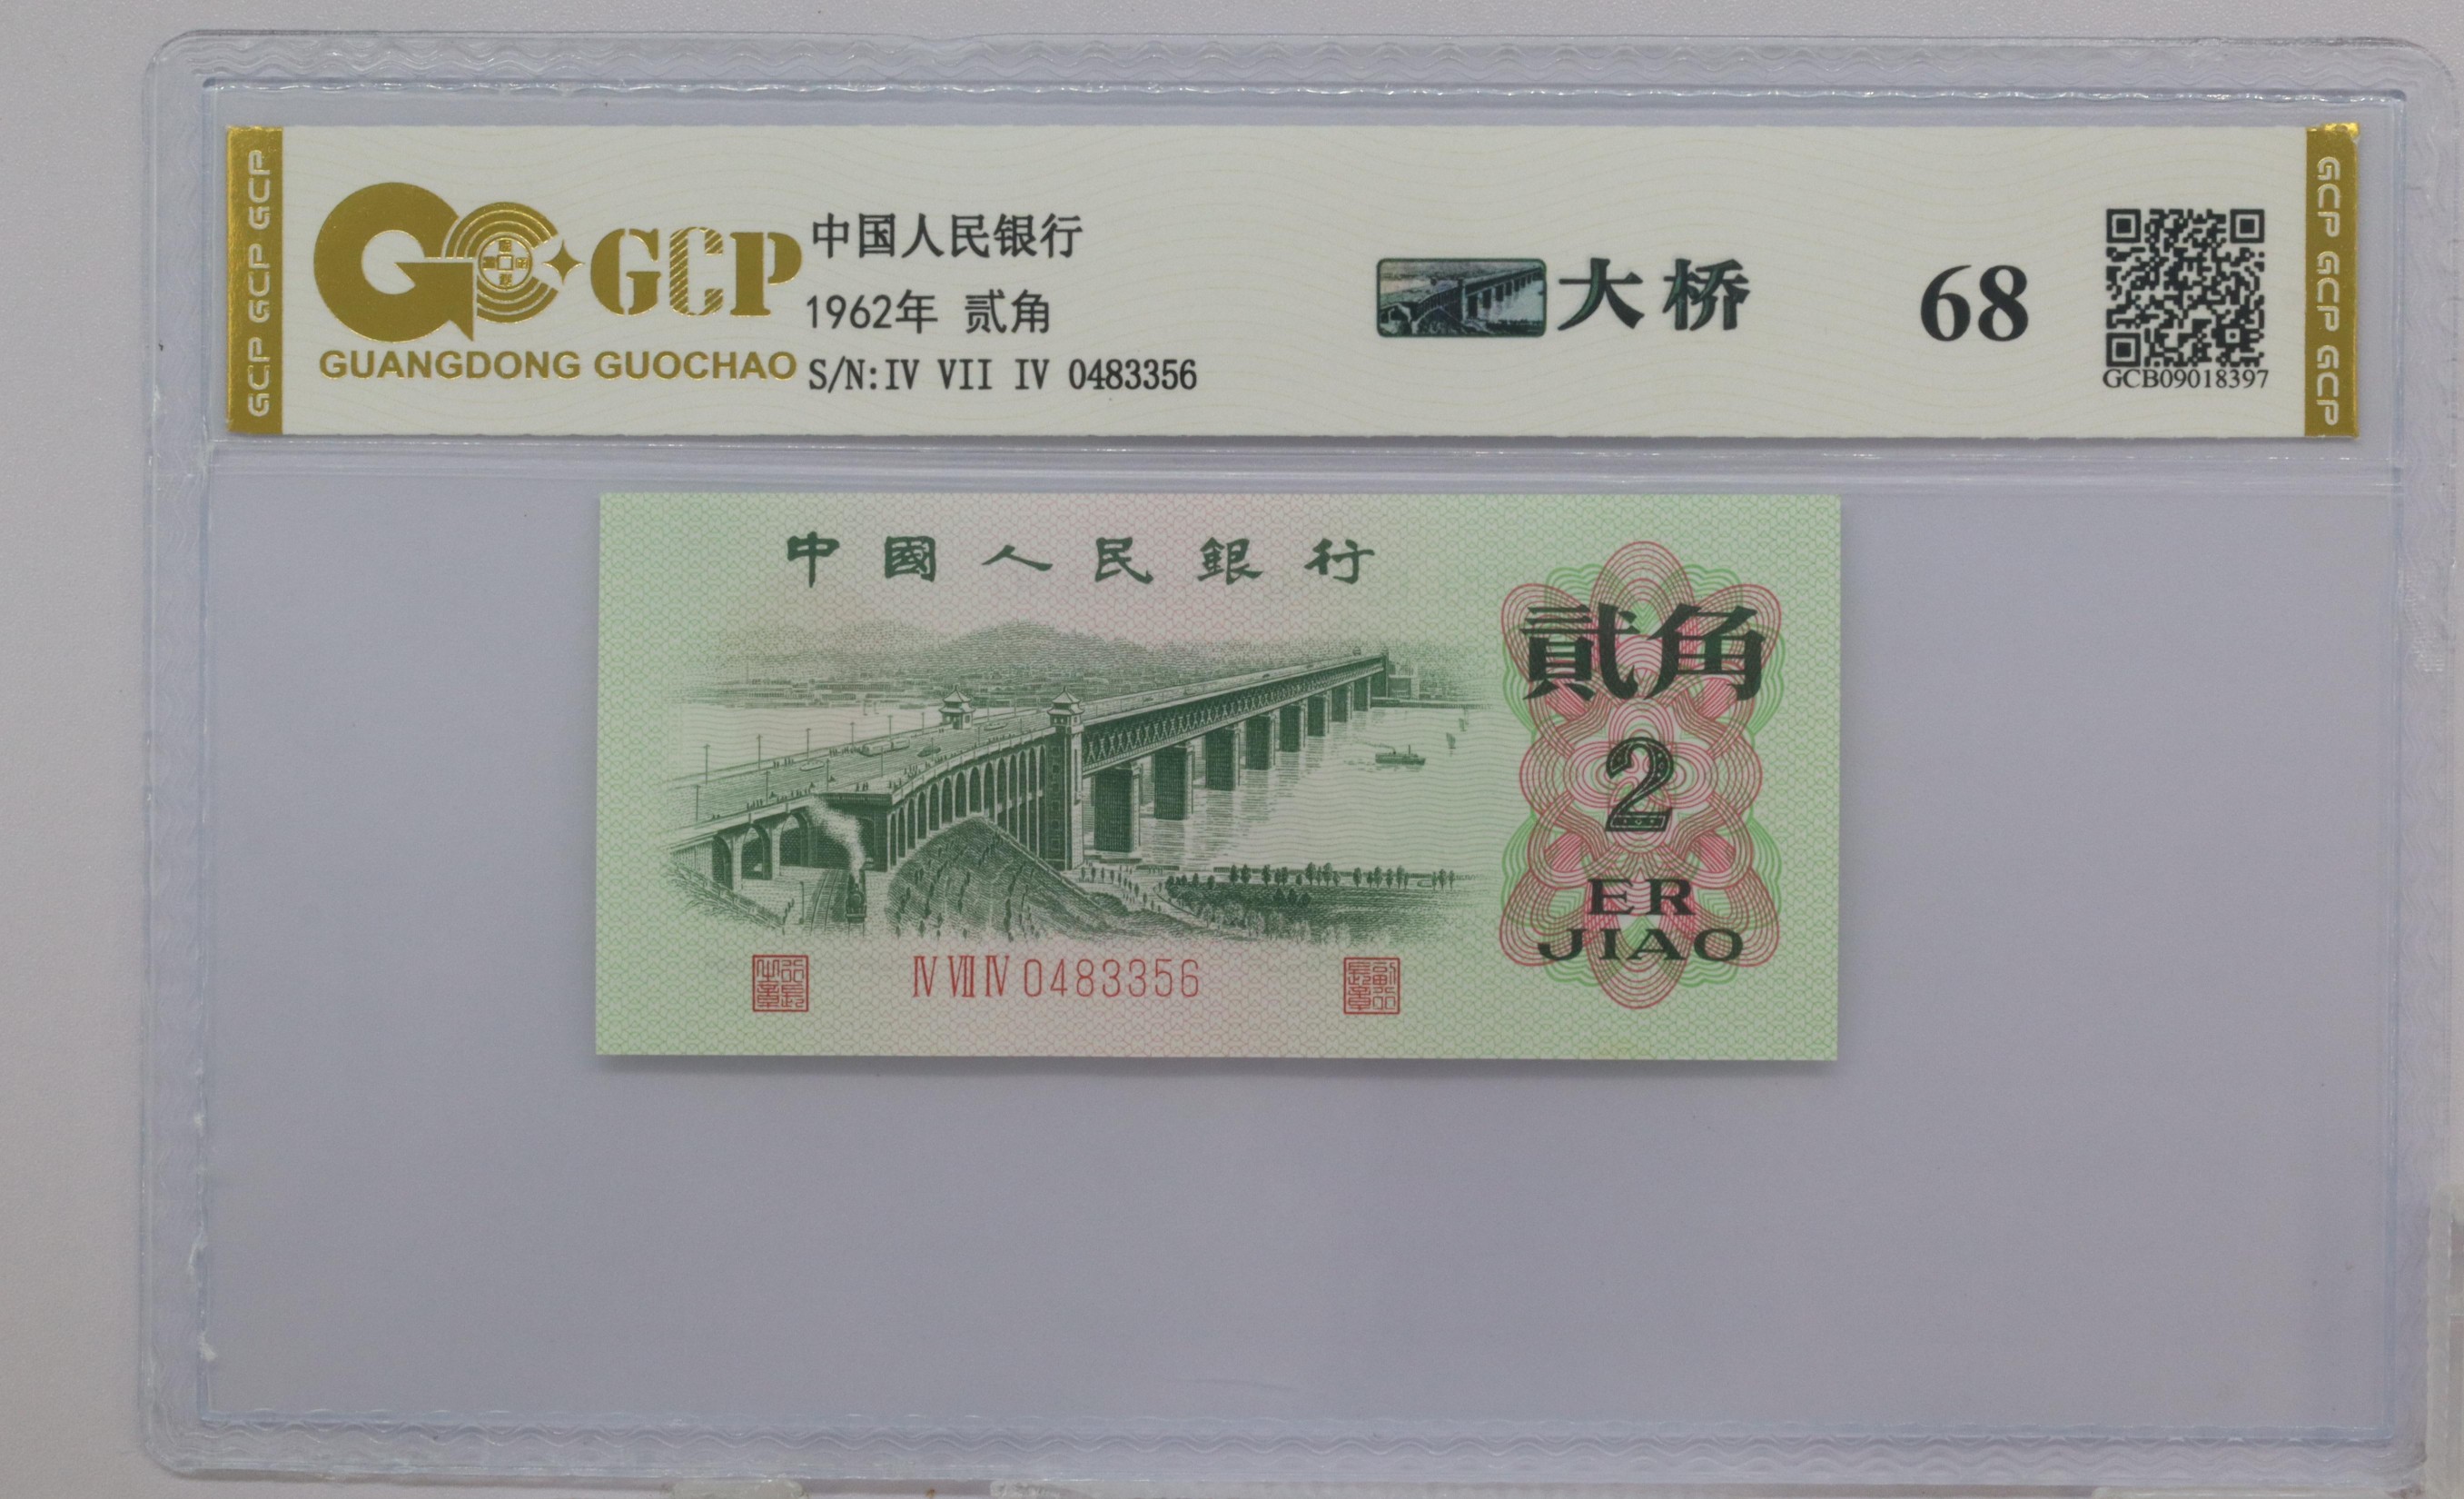 GCP GCP GCP
GCP
GUANGDONG GUOCHAO
中国人民银行
1962年 贰角
S/N:IV VII IV 0483356
大桥
68
GCB09018397
GCP GCP GCP
中國人民銀行
貳角
2
ER
JIAO
Ⅳ Ⅶ Ⅳ 0483356